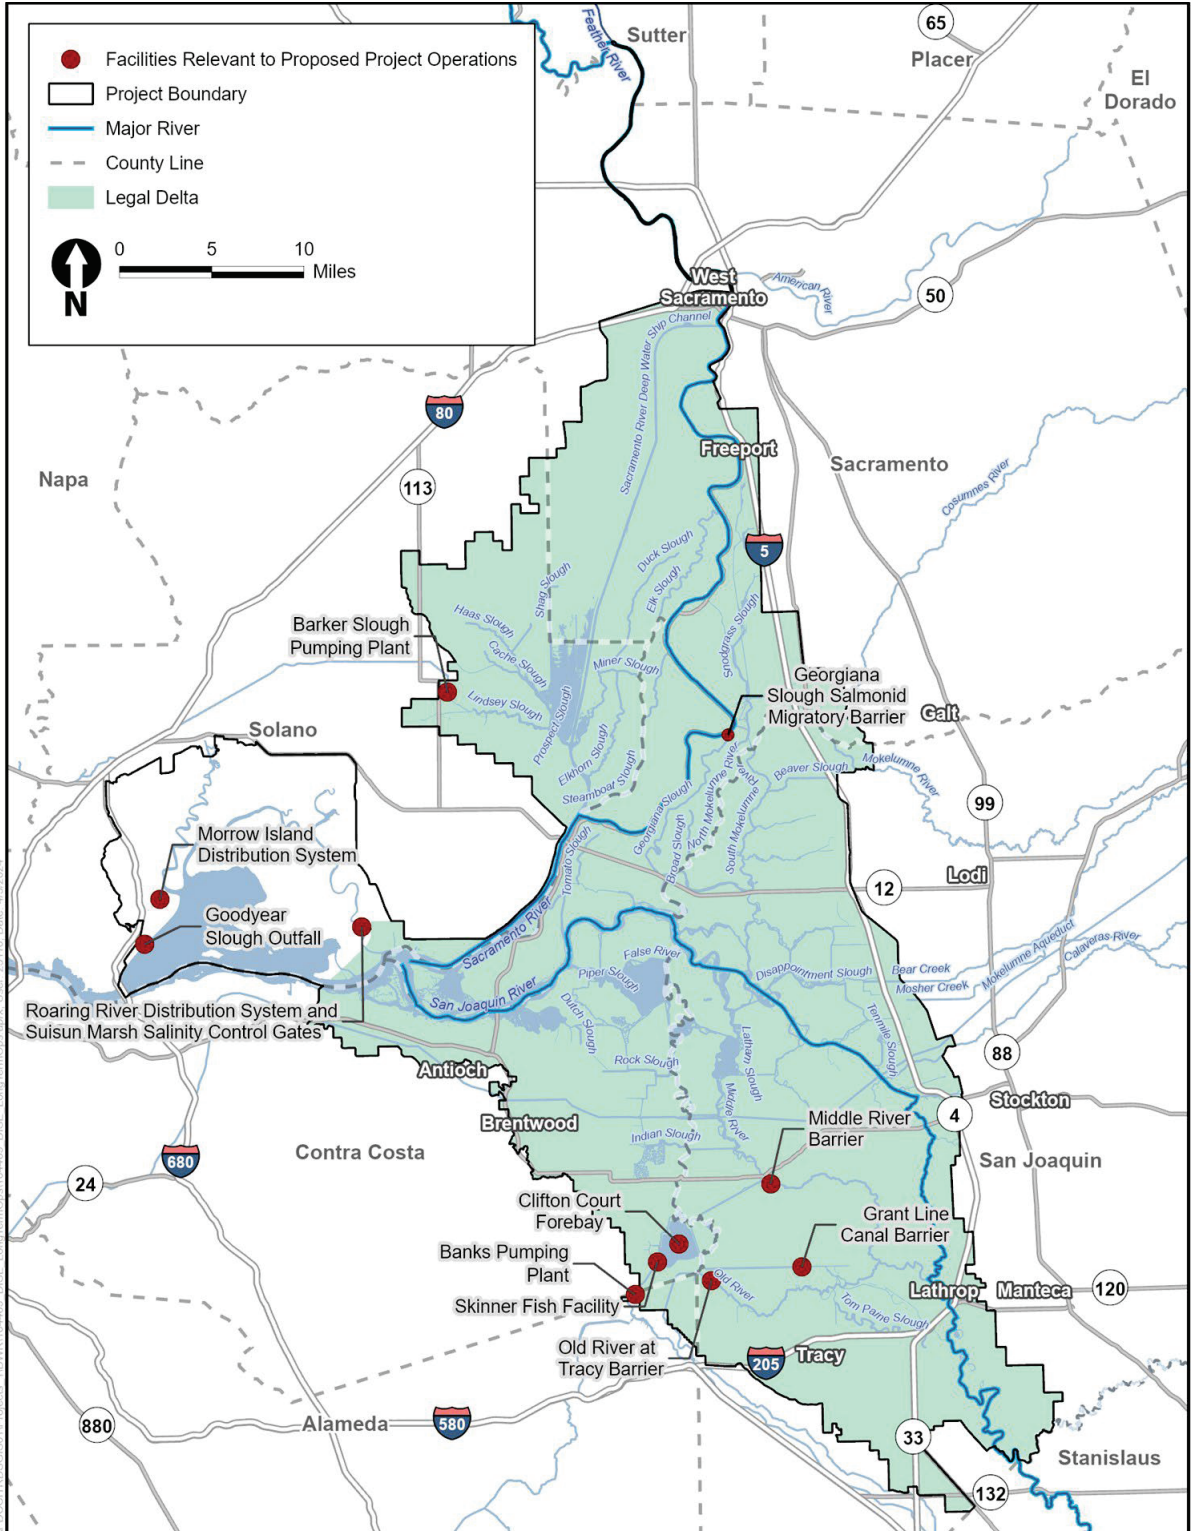 Facilities Relevant to Proposed Project Operations
Project Boundary
Major River
County Line
Legal Delta
0 5 10
Miles
N
Feather River
Sutter
65
Placer
El
Dorado
West
Sacramento
American River
50
Sacramento River Deep Water Ship Channel
80
Freeport
Sacramento
Napa
113
Cosumnes River
5
Duck Slough
Elk Slough
Shag Slough
Haas Slough
Cache Slough
Snodgrass Slough
Barker Slough
Pumping Plant
Miner Slough
Lindsey Slough
Prospect Slough
Georgiana
Slough Salmonid
Migratory Barrier
Galt
Solano
Elkhorn Slough
Steamboat Slough
Beaver Slough
Mokelumne River
North Mokelumne River
South Mokelumne River
Georgiana Slough
Broad Slough
Tomato Slough
99
Morrow Island
Distribution System
Lodi
12
Goodyear
Slough Outfall
Sacramento River
San Joaquin River
False River
Piper Slough
Disappointment Slough
Bear Creek
Mosher Creek
Mokelumne Aqueduct
Calaveras River
Roaring River Distribution System and
Suisun Marsh Salinity Control Gates
Dutch Slough
Tenmile Slough
Latham Slough
Rock Slough
88
Antioch
Middle River
Stockton
4
Brentwood
Middle River
Barrier
Indian Slough
Contra Costa
San Joaquin
680
24
Clifton Court
Forebay
Grant Line
Canal Barrier
Banks Pumping
Plant
Old River
Skinner Fish Facility
Tom Paine Slough
Lathrop
Manteca
120
Old River at
Tracy Barrier
205
Tracy
880
Alameda
580
33
Stanislaus
132